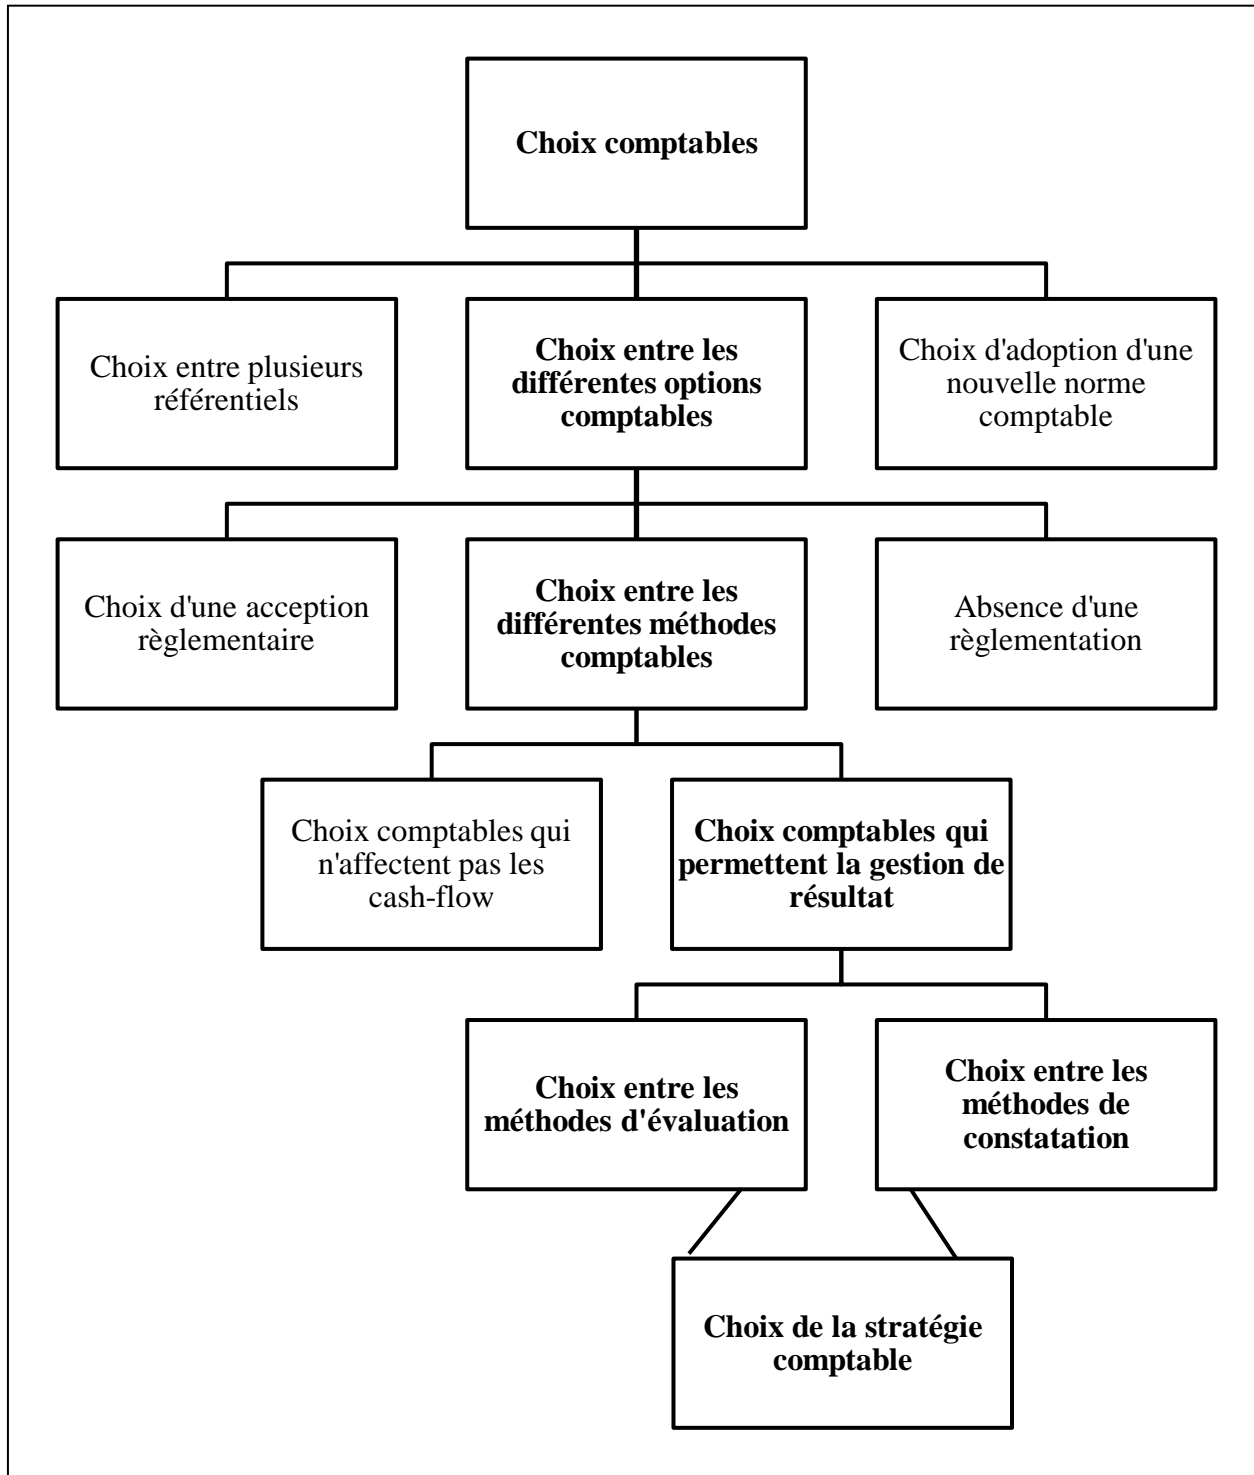 Choix comptables
Choix entre plusieurs
référentiels
Choix entre les
différentes options
comptables
Choix d'adoption d'une
nouvelle norme
comptable
Choix d'une acception
règlementaire
Choix entre les
différentes méthodes
comptables
Absence d'une
règlementation
Choix comptables qui
n'affectent pas les
cash-flow
Choix comptables qui
permettent la gestion de
résultat
Choix entre les
méthodes d'évaluation
Choix entre les
méthodes de
constatation
Choix de la stratégie
comptable